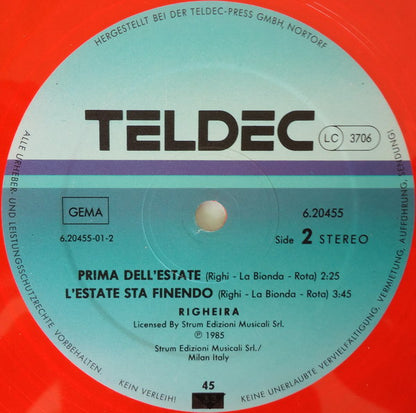 HERGESTELLT BEI DER TELDEC-PRESS GMBH, NORTORF
TELDEC
LC 3706
GEMA
6.20455
6.20455-01-2
Side 2 STEREO
PRIMA DELL'ESTATE (Righi - La Bionda - Rota) 2:25
L'ESTATE STA FINENDO (Righi - La Bionda - Rota) 3:45
RIGHEIRA
Licensed By Strum Edizioni Musicali Srl.
℗ 1985
Strum Edizioni Musicali Srl./
Milan Italy
45
ALLE URHEBER- UND LEISTUNGSSCHUTZRECHTE VORBEHALTEN.
KEIN VERLEIH! KEINE UNERLAUBTE VERVIELFÄLTIGUNG, VERMIETUNG, AUFFÜHRUNG, SENDUNG!